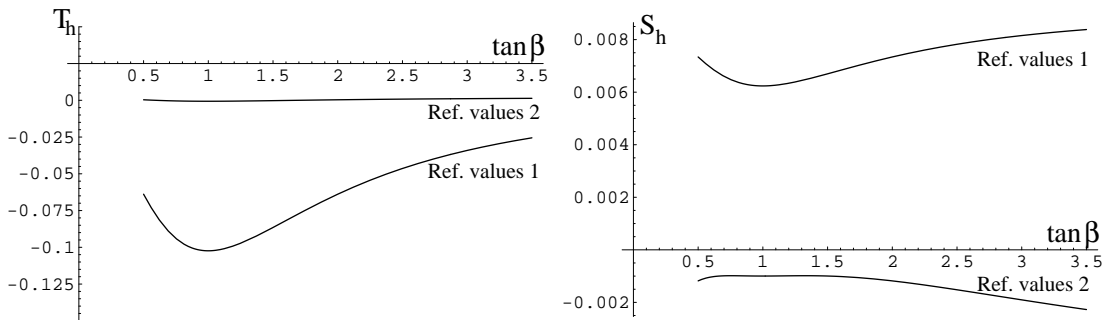 T_h
tan β
0.5 1 1.5 2 2.5 3 3.5
0
Ref. values 2
-0.025
-0.05
Ref. values 1
-0.075
-0.1
-0.125
S_h
0.008
Ref. values 1
0.006
0.004
0.002
tan β
0.5 1 1.5 2 2.5 3 3.5
Ref. values 2
-0.002